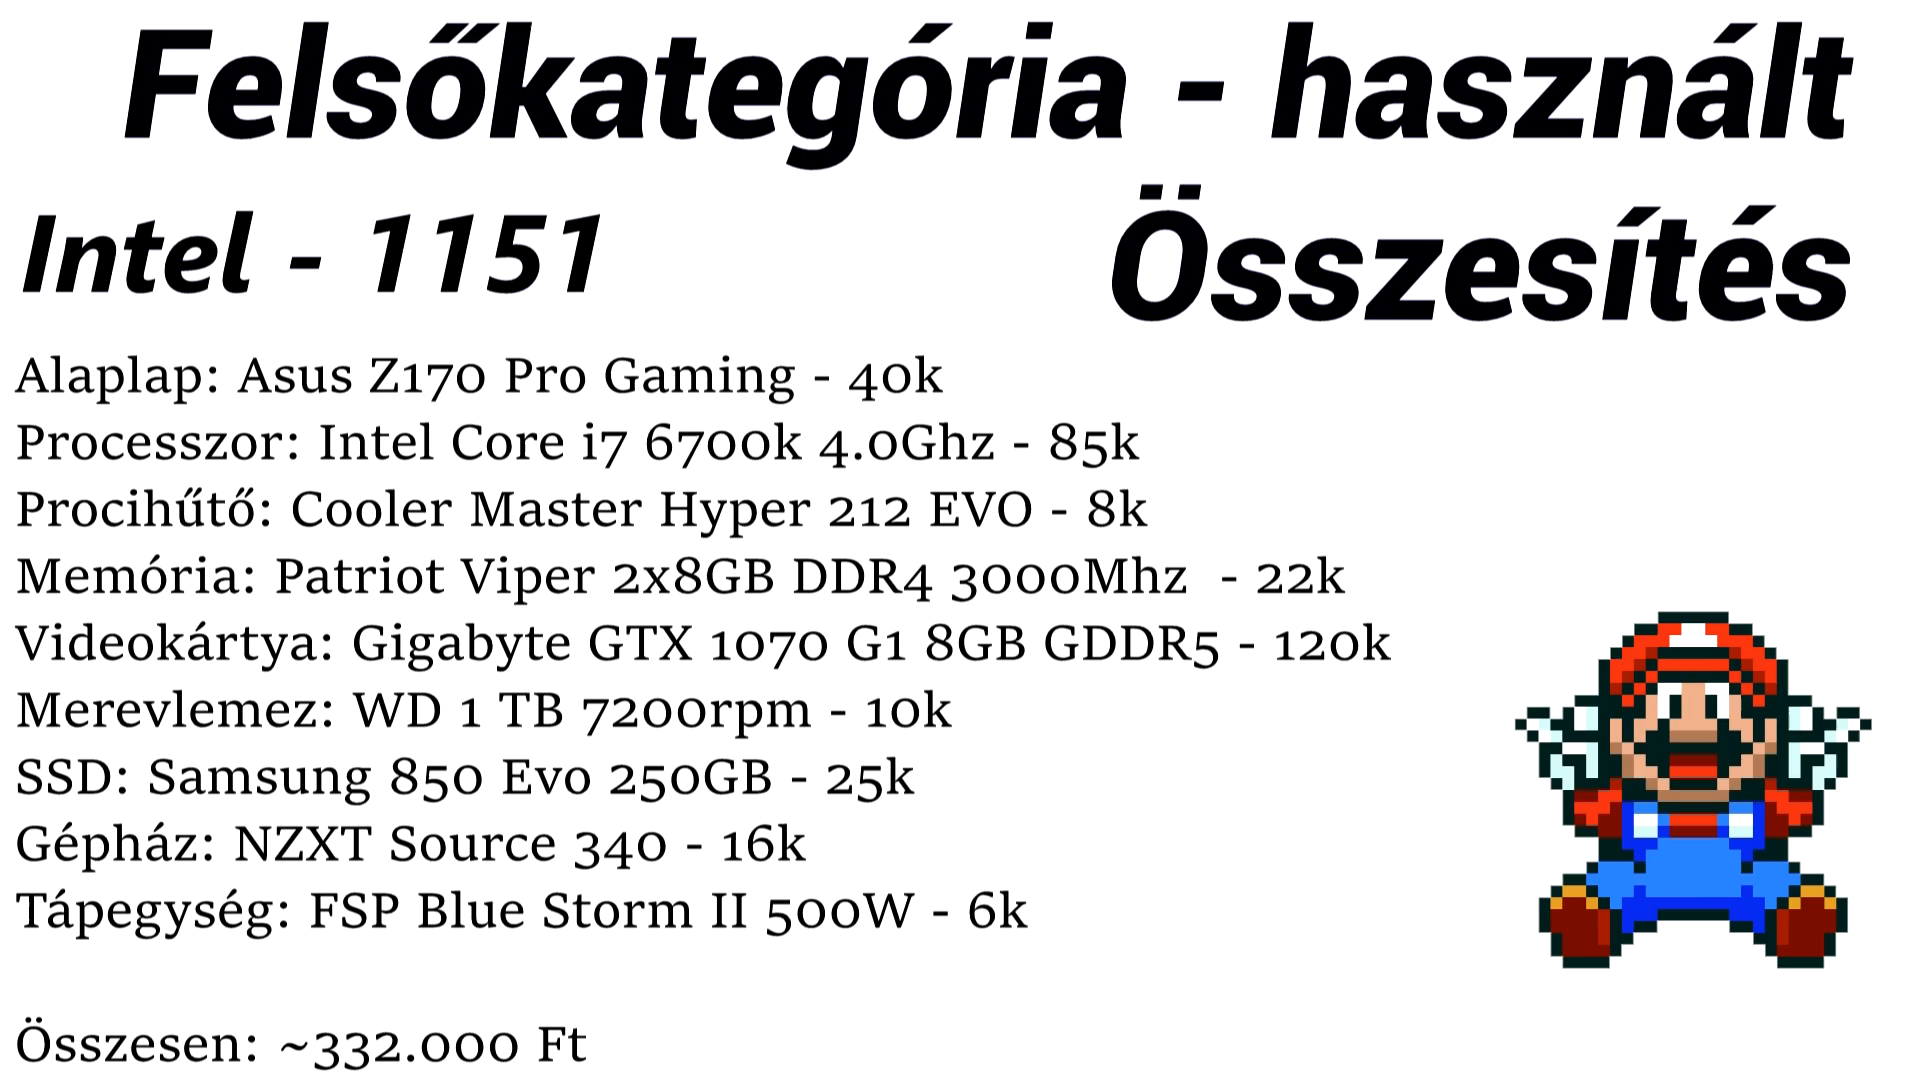 Felsőkategória - használt
Intel - 1151
Összesítés
Alaplap: Asus Z170 Pro Gaming - 40k
Processzor: Intel Core i7 6700k 4.0Ghz - 85k
Procihűtő: Cooler Master Hyper 212 EVO - 8k
Memória: Patriot Viper 2x8GB DDR4 3000Mhz  - 22k
Videokártya: Gigabyte GTX 1070 G1 8GB GDDR5 - 120k
Merevlemez: WD 1 TB 7200rpm - 10k
SSD: Samsung 850 Evo 250GB - 25k
Gépház: NZXT Source 340 - 16k
Tápegység: FSP Blue Storm II 500W - 6k
Összesen: ~332.000 Ft